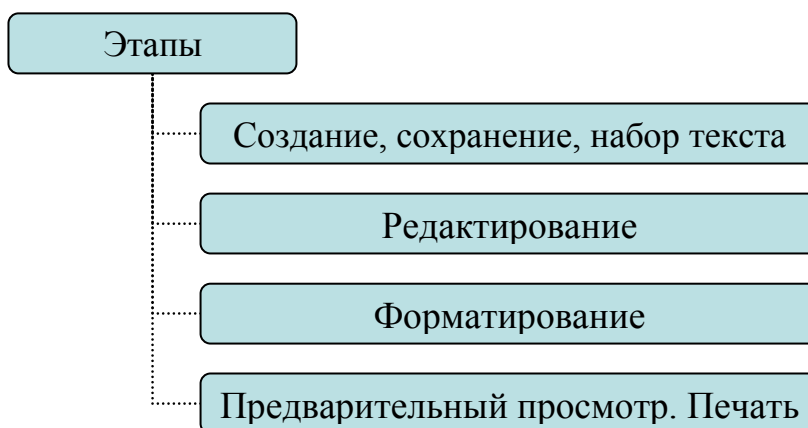 Этапы
Создание, сохранение, набор текста
Редактирование
Форматирование
Предварительный просмотр. Печать